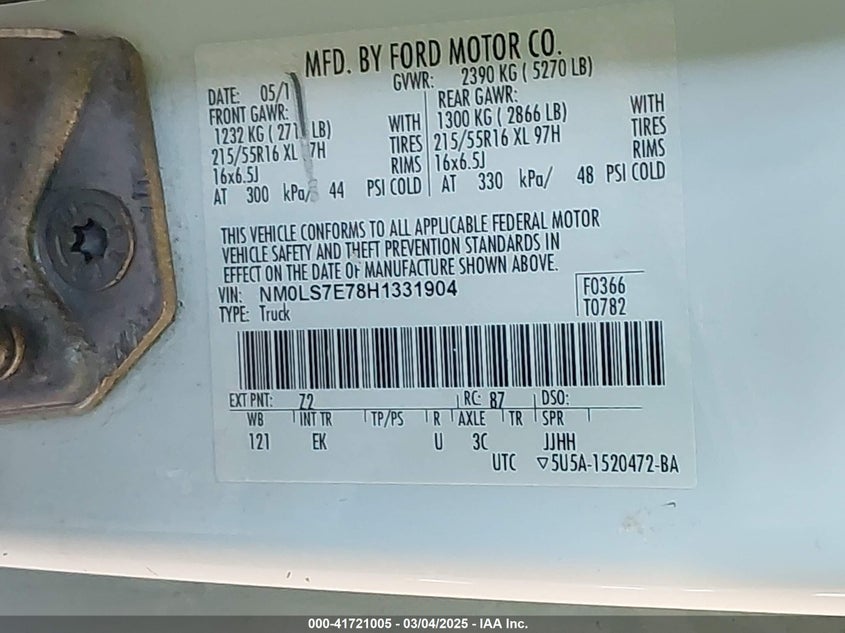 MFD. BY FORD MOTOR CO.
DATE: 05/1 GVWR: 2390 KG ( 5270 LB)
FRONT GAWR: REAR GAWR:
1232 KG ( 271 LB) WITH 1300 KG ( 2866 LB) WITH
215/55R16 XL 97H TIRES 215/55R16 XL 97H TIRES
16x6.5J RIMS 16x6.5J RIMS
AT 300 kPa/ 44 PSI COLD AT 330 kPa/ 48 PSI COLD
THIS VEHICLE CONFORMS TO ALL APPLICABLE FEDERAL MOTOR
VEHICLE SAFETY AND THEFT PREVENTION STANDARDS IN
EFFECT ON THE DATE OF MANUFACTURE SHOWN ABOVE.
VIN: NM0LS7E78H1331904 F0366
TYPE: Truck T0782
EXT PNT: Z2 RC: 87 DSO:
WB INT TR TP/PS R AXLE TR SPR
121 EK U 3C JJHH
UTC ▽5U5A-1520472-BA
000-41721005 - 03/04/2025 - IAA Inc.